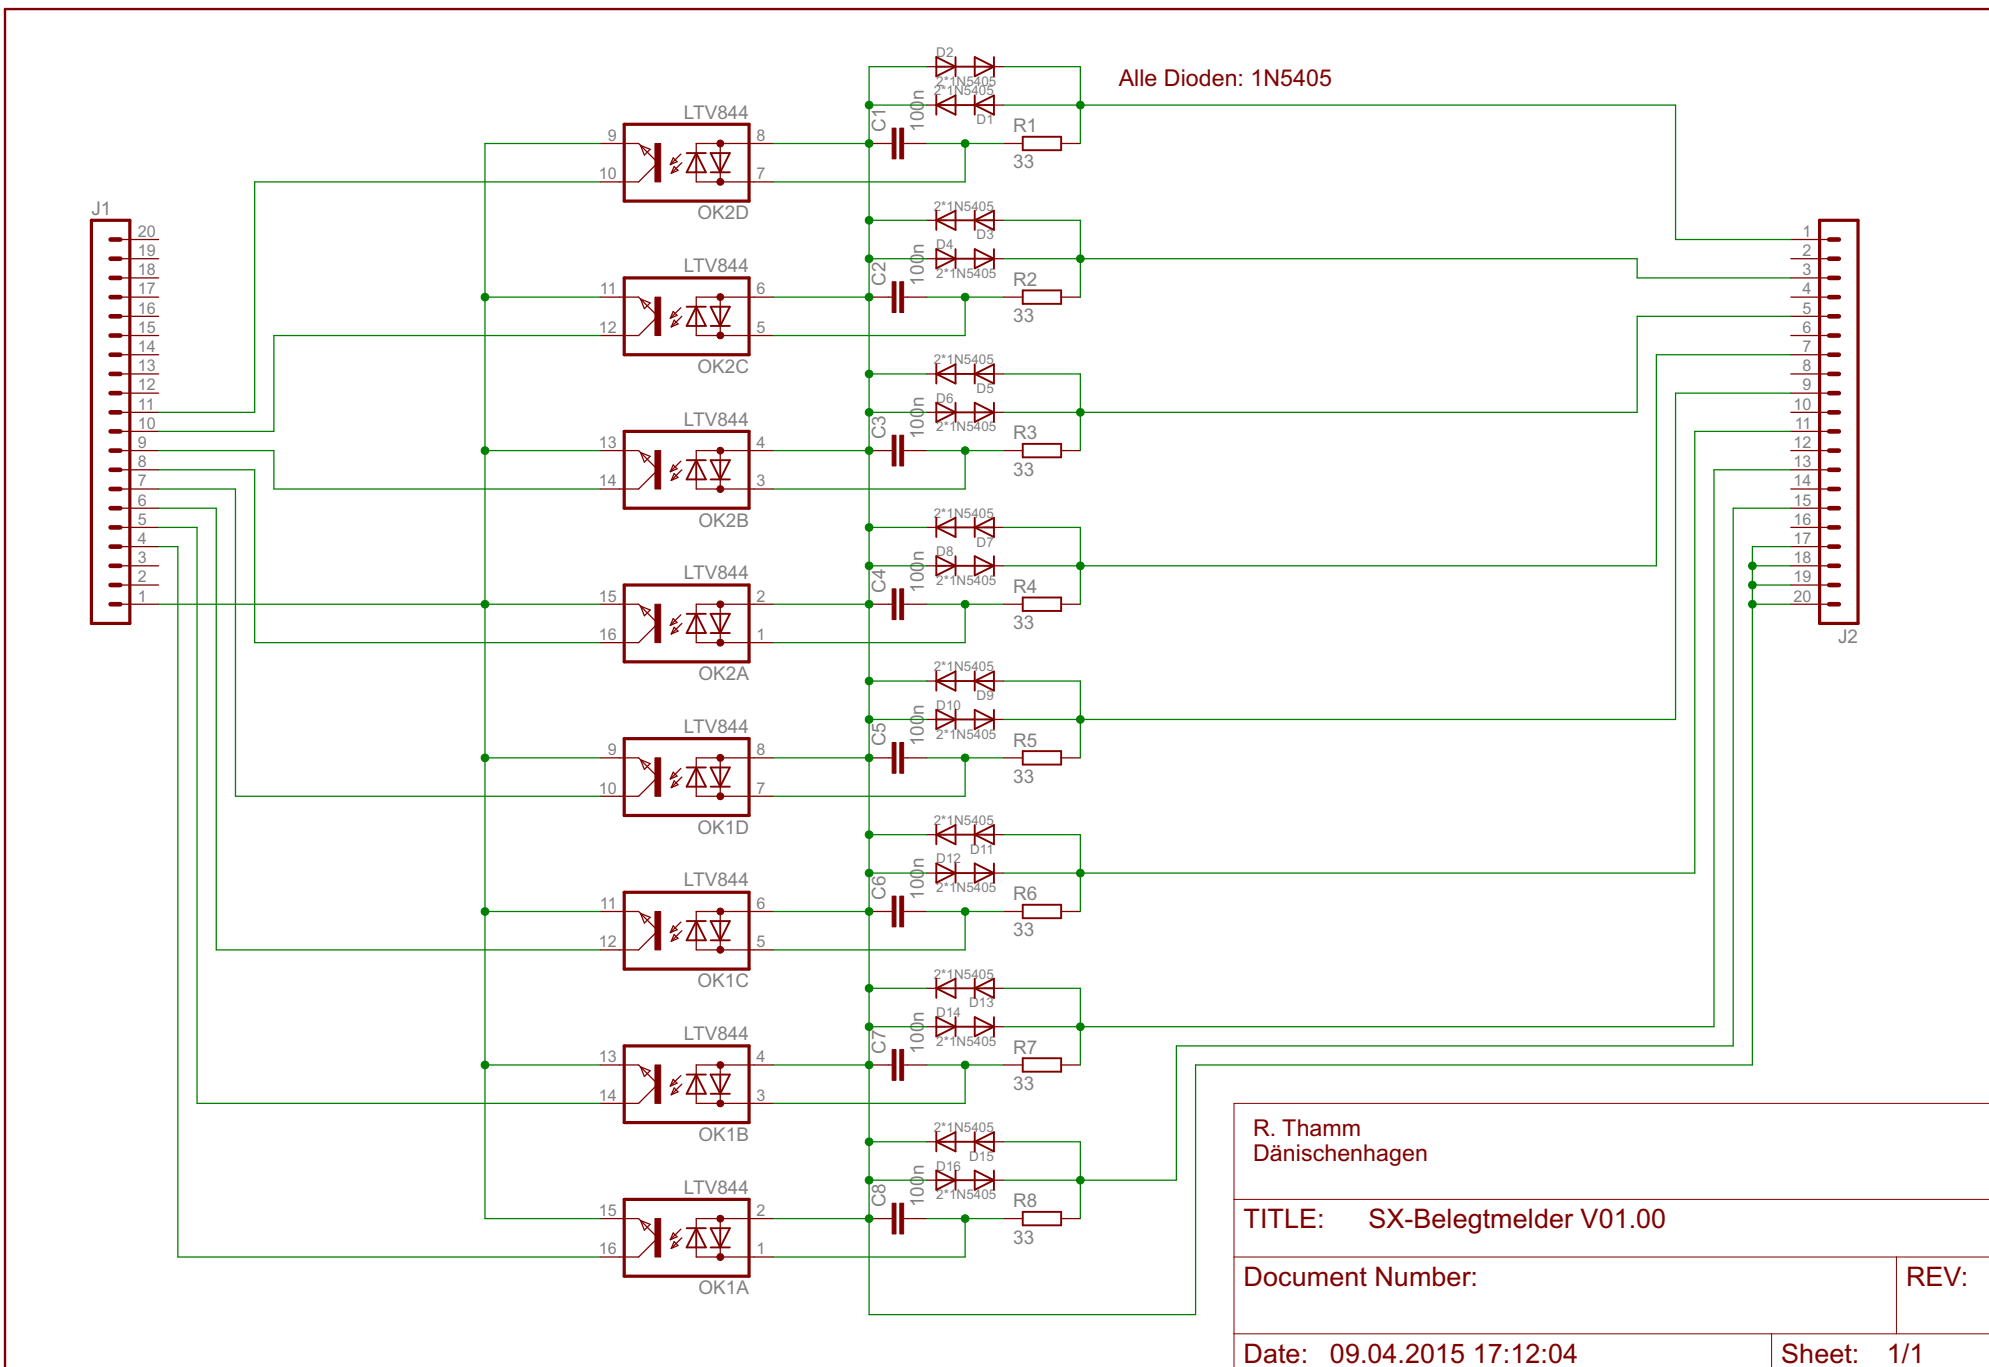 Alle Dioden: 1N5405
J1
20
19
18
17
16
15
14
13
12
11
10
9
8
7
6
5
4
3
2
1
LTV844
9
10
8
7
OK2D
D2
2*1N5405
2*1N5405
D1
C1
100n
R1
33
LTV844
11
12
6
5
OK2C
2*1N5405
D3
D4
2*1N5405
C2
100n
R2
33
LTV844
13
14
4
3
OK2B
2*1N5405
D5
D6
2*1N5405
C3
100n
R3
33
LTV844
15
16
2
1
OK2A
2*1N5405
D7
D8
2*1N5405
C4
100n
R4
33
LTV844
9
10
8
7
OK1D
2*1N5405
D9
D10
2*1N5405
C5
100n
R5
33
LTV844
11
12
6
5
OK1C
2*1N5405
D11
D12
2*1N5405
C6
100n
R6
33
LTV844
13
14
4
3
OK1B
2*1N5405
D13
D14
2*1N5405
C7
100n
R7
33
LTV844
15
16
2
1
OK1A
2*1N5405
D15
D16
2*1N5405
C8
100n
R8
33
1
2
3
4
5
6
7
8
9
10
11
12
13
14
15
16
17
18
19
20
J2
R. Thamm
Dänischenhagen
TITLE: SX-Belegtmelder V01.00
Document Number:
REV:
Date: 09.04.2015 17:12:04
Sheet: 1/1